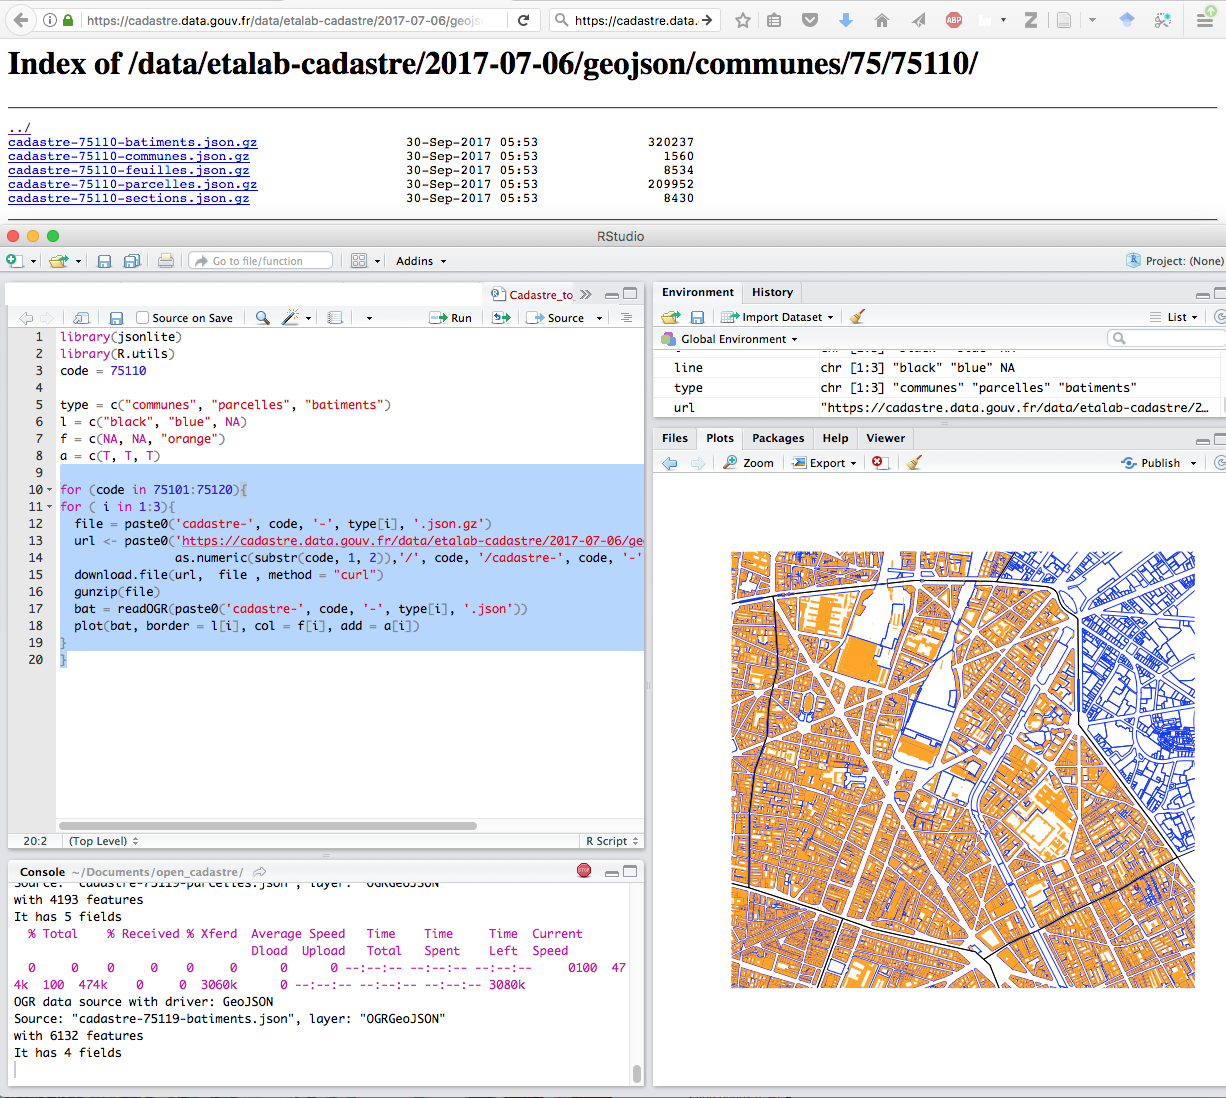 https://cadastre.data.gouv.fr/data/etalab-cadastre/2017-07-06/geojs
https://cadastre.data.
ABP
Z
Index of /data/etalab-cadastre/2017-07-06/geojson/communes/75/75110/
../
cadastre-75110-batiments.json.gz 30-Sep-2017 05:53 320237
cadastre-75110-communes.json.gz 30-Sep-2017 05:53 1560
cadastre-75110-feuilles.json.gz 30-Sep-2017 05:53 8534
cadastre-75110-parcelles.json.gz 30-Sep-2017 05:53 209952
cadastre-75110-sections.json.gz 30-Sep-2017 05:53 8430
RStudio
Go to file/function
Addins
Project: (None)
Cadastre_to
Source on Save
Run
Source
1 library(jsonlite)
2 library(R.utils)
3 code = 75110
4
5 type = c("communes", "parcelles", "batiments")
6 l = c("black", "blue", NA)
7 f = c(NA, NA, "orange")
8 a = c(T, T, T)
9
10 for (code in 75101:75120){
11 for ( i in 1:3){
12 file = paste0('cadastre-', code, '-', type[i], '.json.gz')
13 url <- paste0('https://cadastre.data.gouv.fr/data/etalab-cadastre/2017-07-06/ge
14 as.numeric(substr(code, 1, 2)),'/', code, '/cadastre-', code, '-'
15 download.file(url, file , method = "curl")
16 gunzip(file)
17 bat = readOGR(paste0('cadastre-', code, '-', type[i], '.json'))
18 plot(bat, border = l[i], col = f[i], add = a[i])
19 }
20 }
20:2 (Top Level) R Script
Console ~/Documents/open_cadastre/
STOP
Source: "cadastre-75119-parcelles.json", layer: "OGRGeoJSON"
with 4193 features
It has 5 fields
% Total % Received % Xferd Average Speed Time Time Time Current
Dload Upload Total Spent Left Speed
0 0 0 0 0 0 0 0 --:--:-- --:--:-- --:--:-- 0100 47
4k 100 474k 0 0 3060k 0 --:--:-- --:--:-- --:--:-- 3080k
OGR data source with driver: GeoJSON
Source: "cadastre-75119-batiments.json", layer: "OGRGeoJSON"
with 6132 features
It has 4 fields
Environment History
Import Dataset
List
Global Environment
line chr [1:3] "black" "blue" NA
type chr [1:3] "communes" "parcelles" "batiments"
url "https://cadastre.data.gouv.fr/data/etalab-cadastre/2…
Files Plots Packages Help Viewer
Zoom Export Publish